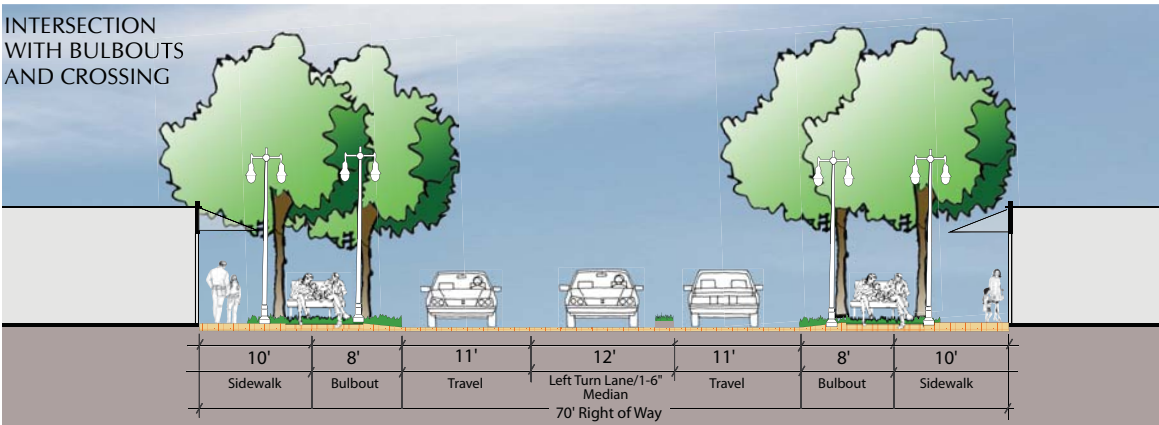 INTERSECTION
WITH BULBOUTS
AND CROSSING
10' 8' 11' 12' 11' 8' 10'
Sidewalk Bulbout Travel Left Turn Lane/1-6" Travel Bulbout Sidewalk
Median
70' Right of Way